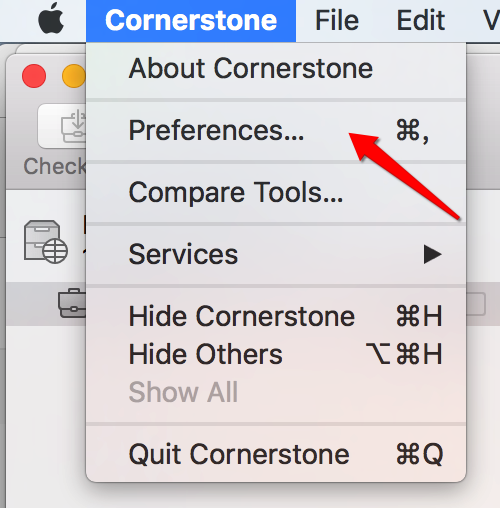 Cornerstone File Edit V
About Cornerstone
Preferences... ⌘,
Check
Compare Tools...
Services ▶
Hide Cornerstone ⌘H
Hide Others ⌥⌘H
Show All
Quit Cornerstone ⌘Q